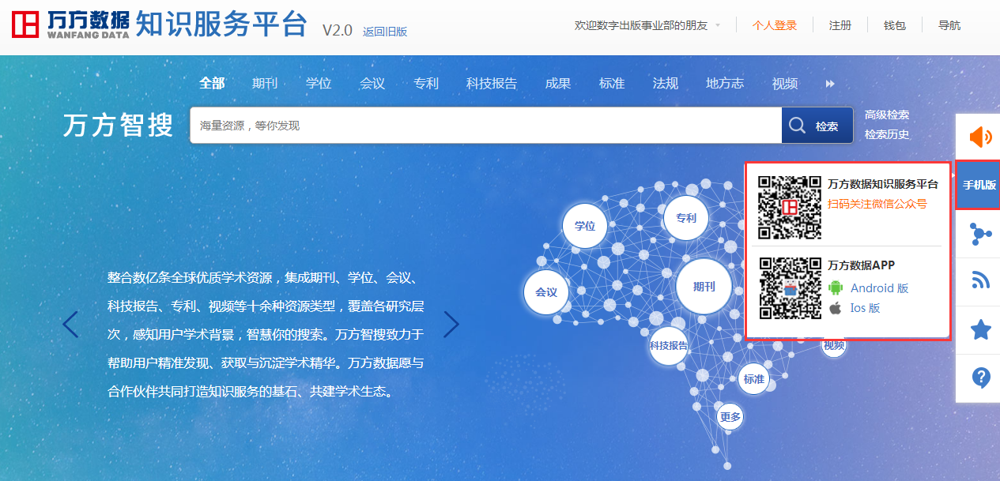 万方数据 知识服务平台 V2.0 返回旧版
WANFANG DATA
欢迎数字出版事业部的朋友 个人登录 注册 钱包 导航
全部 期刊 学位 会议 专利 科技报告 成果 标准 法规 地方志 视频
万方智搜
海量资源，等你发现
检索
高级检索
检索历史
手机版
万方数据知识服务平台
扫码关注微信公众号
万方数据APP
Android 版
Ios 版
学位
专利
会议
期刊
科技报告
视频
标准
更多
整合数亿条全球优质学术资源，集成期刊、学位、会议、
科技报告、专利、视频等十余种资源类型，覆盖各研究层
次，感知用户学术背景，智慧你的搜索。万方智搜致力于
帮助用户精准发现、获取与沉淀学术精华。万方数据愿与
合作伙伴共同打造知识服务的基石、共建学术生态。